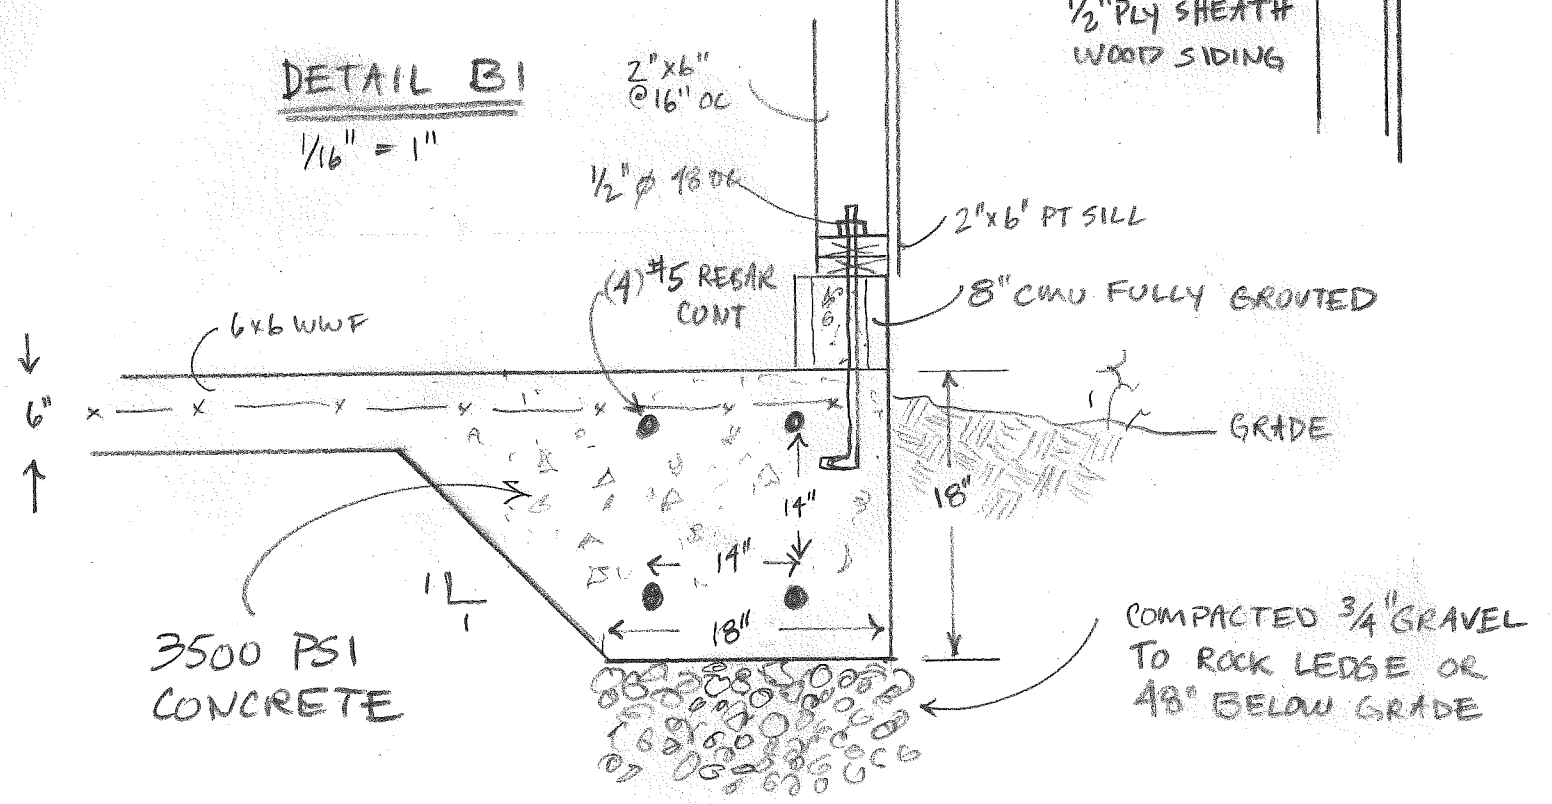 1/2" PLY SHEATH
WOOD SIDING
DETAIL B1
1/16" = 1"
2"x6"
@16" OC
1/2" Ø 48 OC
2"x6" PT SILL
(4) #5 REBAR
CONT
8" CMU FULLY GROUTED
6x6 WWF
6"
GRADE
18"
14"
14"
18"
1
1
3500 PSI
CONCRETE
COMPACTED 3/4" GRAVEL
TO ROCK LEDGE OR
48" BELOW GRADE